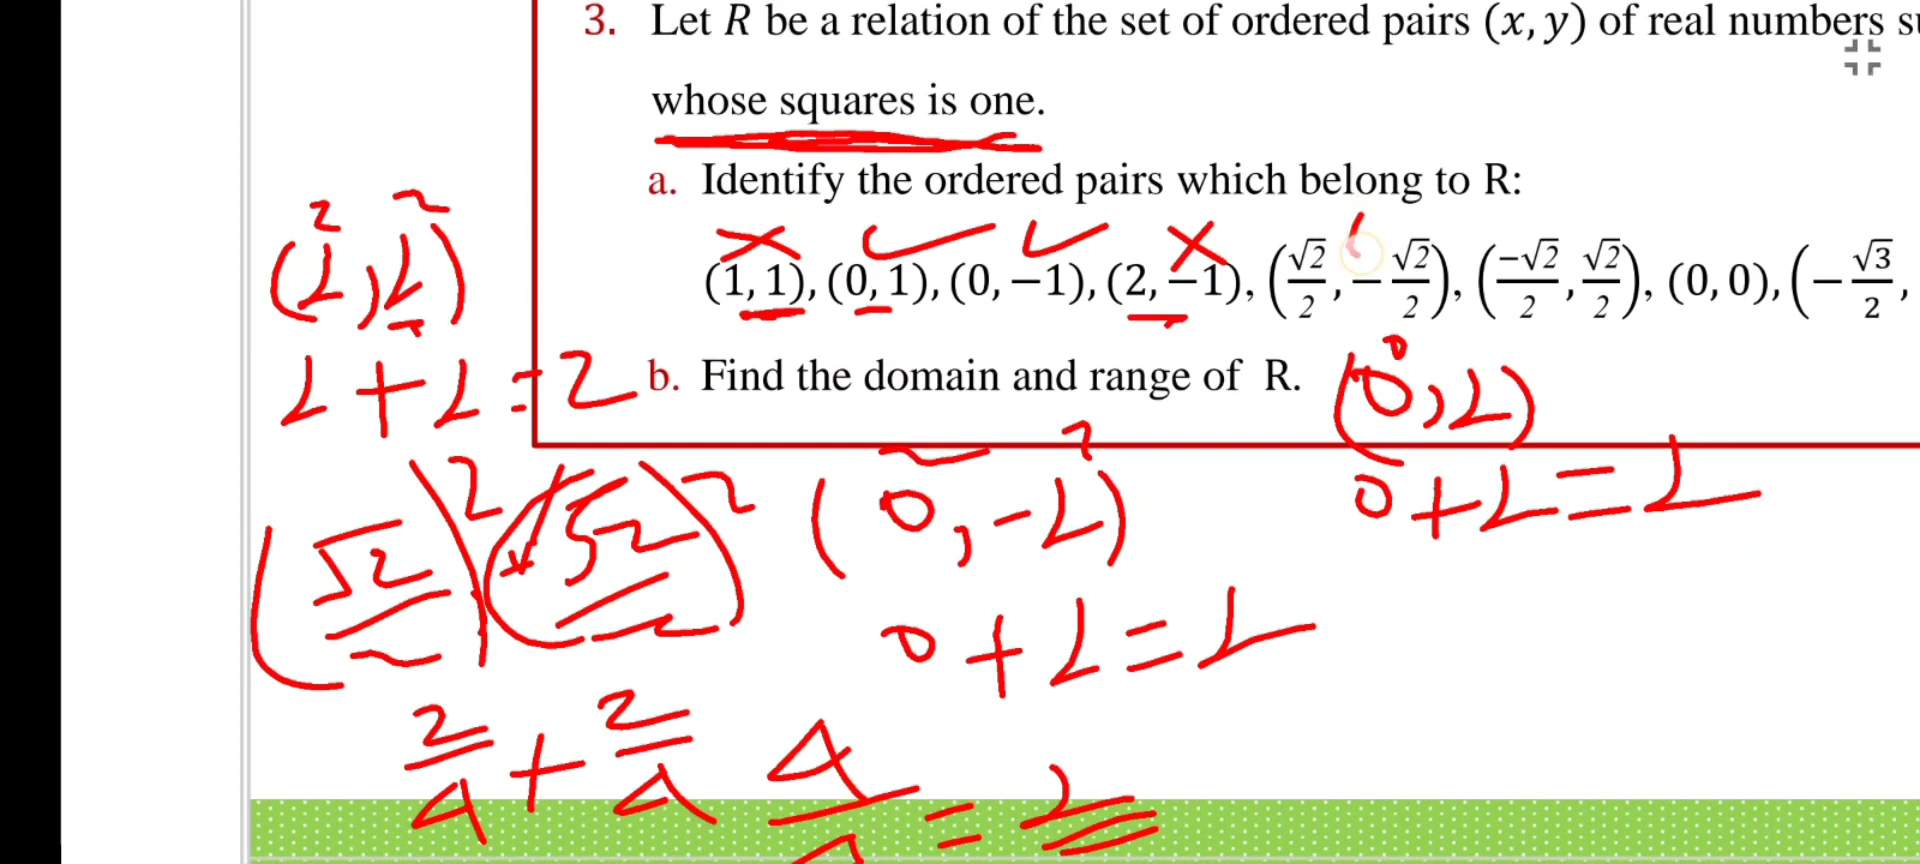 3. Let R be a relation of the set of ordered pairs (x, y) of real numbers s
whose squares is one.
a. Identify the ordered pairs which belong to R:
(1, 1), (0, 1), (0, −1), (2, −1), (√2/2, −√2/2), (−√2/2, √2/2), (0, 0), (−√3/2,
b. Find the domain and range of R.
(1², 1²)
1 + 1 = 2
(0, 1)
0 + 1 = 1
(√2/2)² (√2/2)²
(0, −1)²
0 + 1 = 1
2/4 + 2/4
4/4 = 1